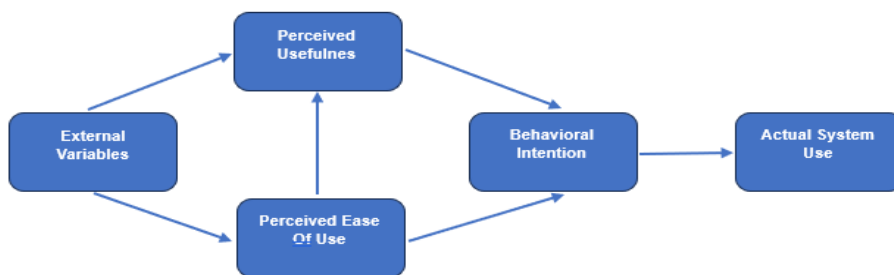 Perceived
Usefulnes
External
Variables
Behavioral
Intention
Actual System
Use
Perceived Ease
Of Use